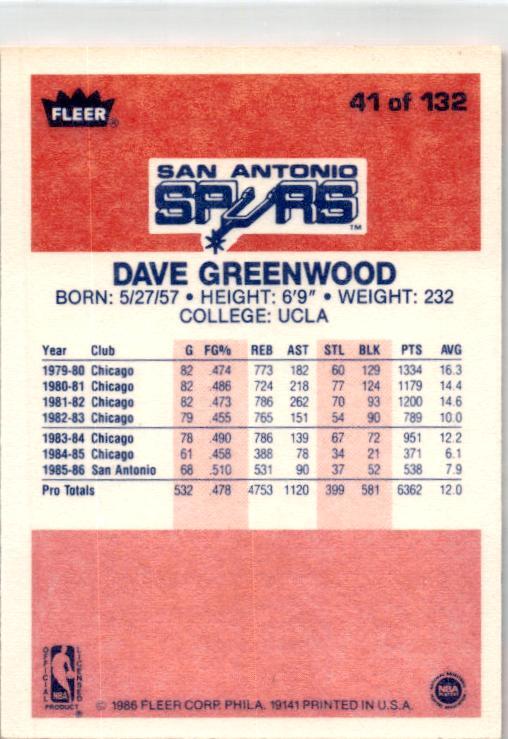 FLEER®
41 of 132
SAN ANTONIO
SPURS
TM
DAVE GREENWOOD
BORN: 5/27/57 • HEIGHT: 6'9" • WEIGHT: 232
COLLEGE: UCLA
Year Club G FG% REB AST STL BLK PTS AVG
1979-80 Chicago 82 .474 773 182 60 129 1334 16.3
1980-81 Chicago 82 .486 724 218 77 124 1179 14.4
1981-82 Chicago 82 .473 786 262 70 93 1200 14.6
1982-83 Chicago 79 .455 765 151 54 90 789 10.0
1983-84 Chicago 78 .490 786 139 67 72 951 12.2
1984-85 Chicago 61 .458 388 78 34 21 371 6.1
1985-86 San Antonio 68 .510 531 90 37 52 538 7.9
Pro Totals 532 .478 4753 1120 399 581 6362 12.0
OFFICIAL LICENSED
NBA
PRODUCT
© 1986 FLEER CORP. PHILA. 19141 PRINTED IN U.S.A.
NBA
PLAYERS